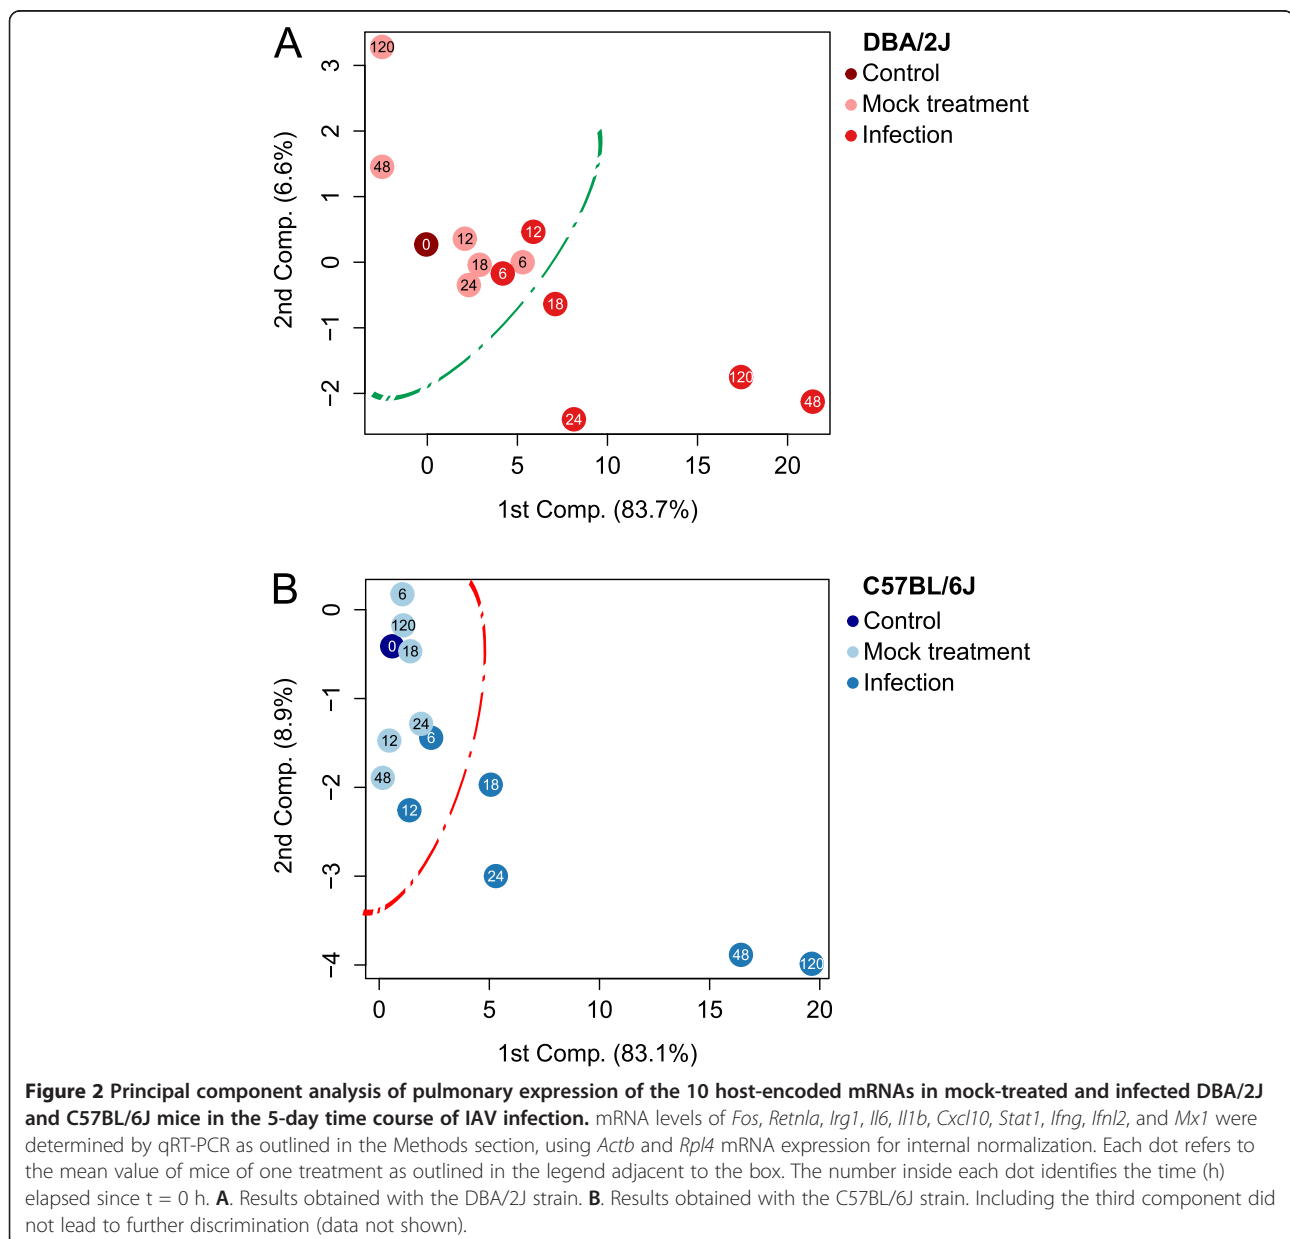 A
DBA/2J
Control
Mock treatment
Infection
2nd Comp. (6.6%)
3
2
1
0
−1
−2
120
48
0
12
12
18
6
6
24
18
120
48
24
0 5 10 15 20
1st Comp. (83.7%)
B
C57BL/6J
Control
Mock treatment
Infection
2nd Comp. (8.9%)
0
−1
−2
−3
−4
6
120
0
18
24
6
12
48
18
12
24
48
120
0 5 10 15 20
1st Comp. (83.1%)
Figure 2 Principal component analysis of pulmonary expression of the 10 host-encoded mRNAs in mock-treated and infected DBA/2J
and C57BL/6J mice in the 5-day time course of IAV infection. mRNA levels of Fos, Retnla, Irg1, Il6, Il1b, Cxcl10, Stat1, Ifng, Ifnl2, and Mx1 were
determined by qRT-PCR as outlined in the Methods section, using Actb and Rpl4 mRNA expression for internal normalization. Each dot refers to
the mean value of mice of one treatment as outlined in the legend adjacent to the box. The number inside each dot identifies the time (h)
elapsed since t = 0 h. A. Results obtained with the DBA/2J strain. B. Results obtained with the C57BL/6J strain. Including the third component did
not lead to further discrimination (data not shown).